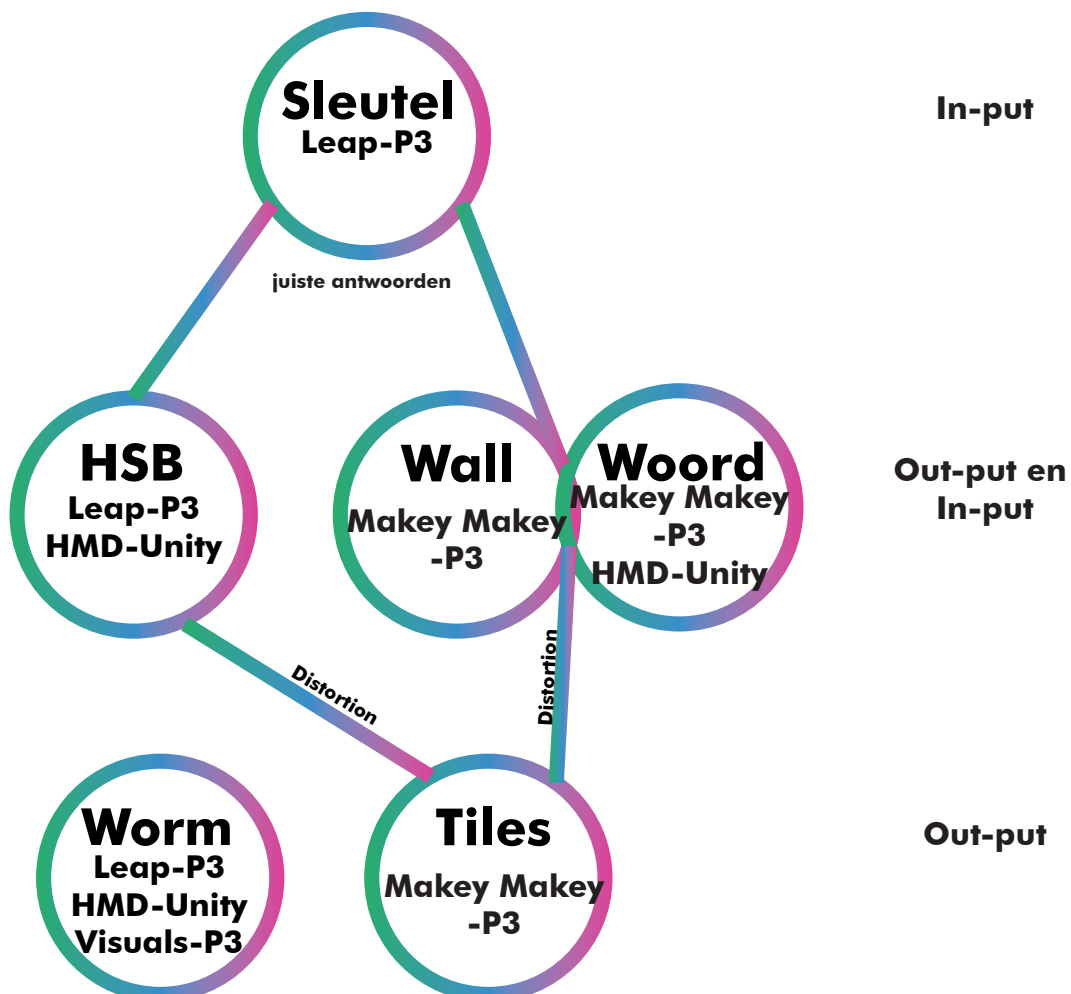 Sleutel
Leap-P3
In-put
juiste antwoorden
HSB
Leap-P3
HMD-Unity
Wall
Makey Makey
-P3
Woord
Makey Makey
-P3
HMD-Unity
Out-put en
In-put
Distortion
Distortion
Worm
Leap-P3
HMD-Unity
Visuals-P3
Tiles
Makey Makey
-P3
Out-put